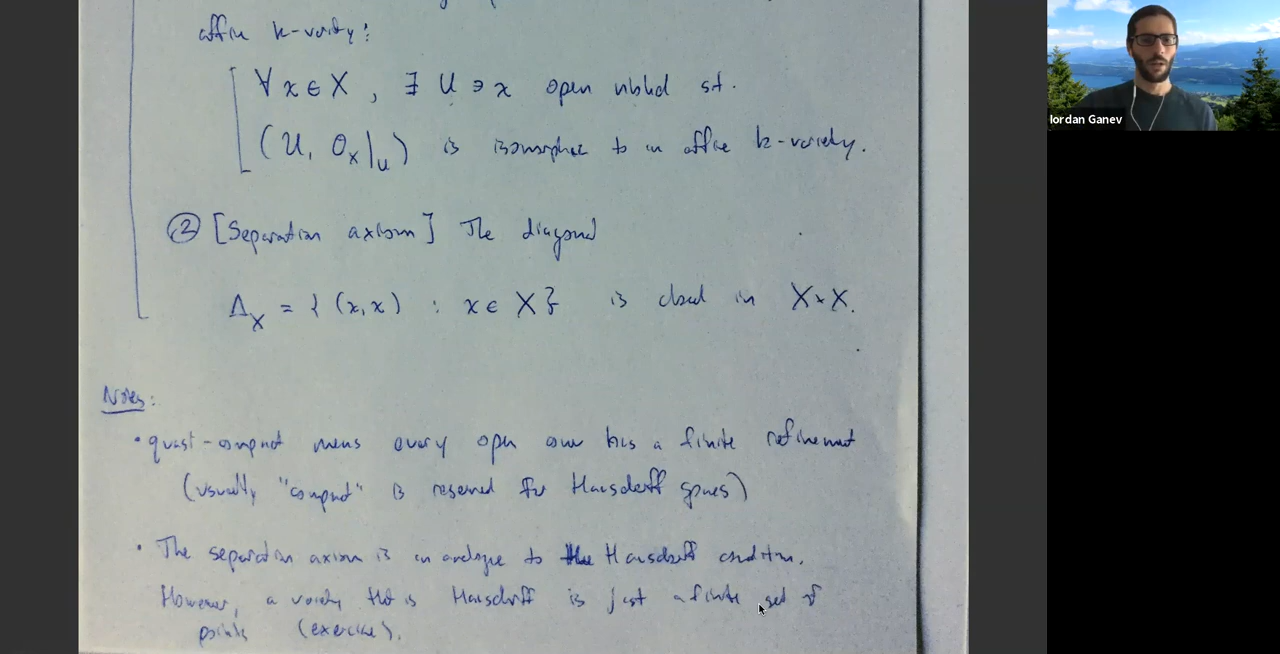 affine k-variety:
∀ x ∈ X , ∃ U ∋ x open nbhd st.
(U, O_X|_U) is isomorphic to an affine k-variety.
② [Separation axiom] The diagonal
Δ_X = { (x,x) : x ∈ X } is closed in X×X.
Notes:
• quasi-compact means every open cover has a finite refinement
(usually "compact" is reserved for Hausdorff spaces)
• The separation axiom is an analogue to the Hausdorff condition.
However, a variety that is Hausdorff is just a finite set of
points (exercise).
Iordan Ganev